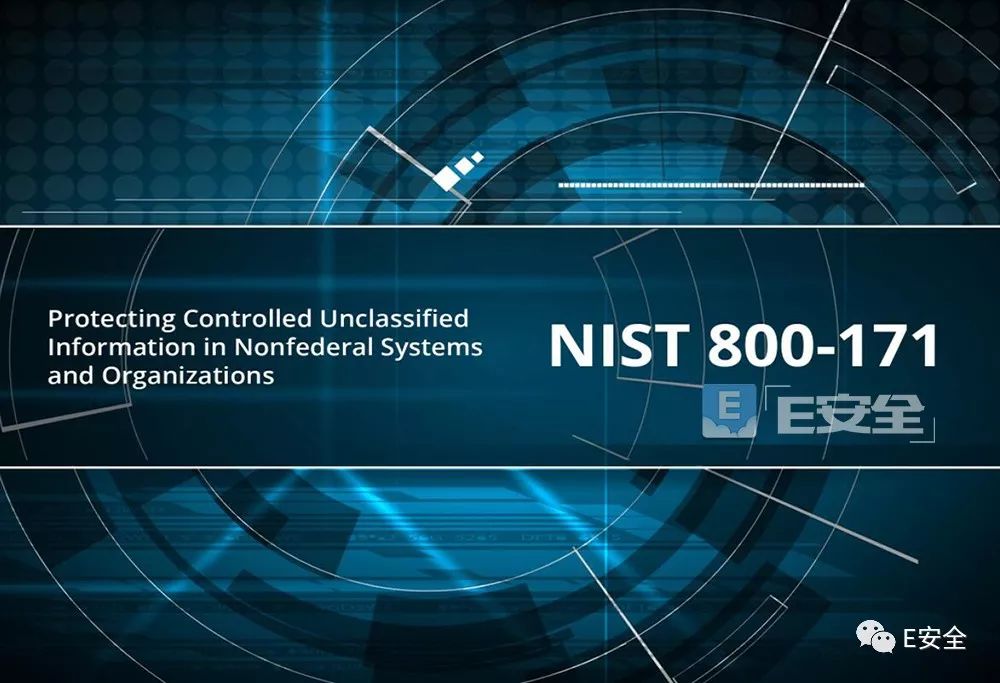 Protecting Controlled Unclassified
Information in Nonfederal Systems
and Organizations
NIST 800-171
E
E安全
E安全